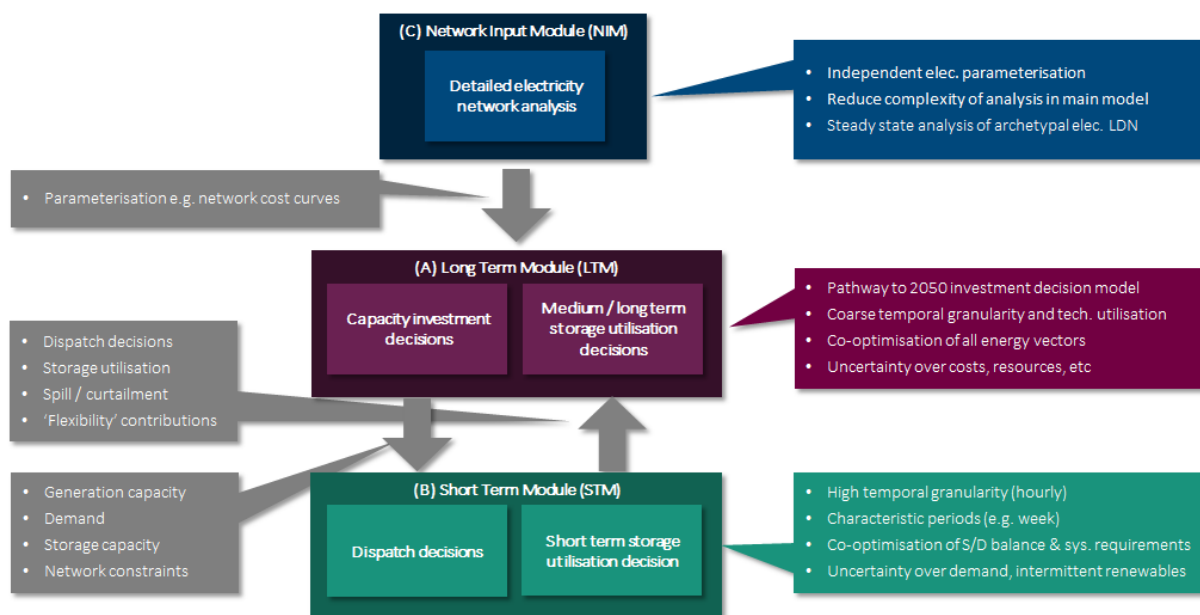 (C) Network Input Module (NIM)
Detailed electricity
network analysis
• Independent elec. parameterisation
• Reduce complexity of analysis in main model
• Steady state analysis of archetypal elec. LDN
• Parameterisation e.g. network cost curves
(A) Long Term Module (LTM)
Capacity investment
decisions
Medium / long term
storage utilisation
decisions
• Pathway to 2050 investment decision model
• Coarse temporal granularity and tech. utilisation
• Co-optimisation of all energy vectors
• Uncertainty over costs, resources, etc
• Dispatch decisions
• Storage utilisation
• Spill / curtailment
• ‘Flexibility’ contributions
• Generation capacity
• Demand
• Storage capacity
• Network constraints
(B) Short Term Module (STM)
Dispatch decisions
Short term storage
utilisation decision
• High temporal granularity (hourly)
• Characteristic periods (e.g. week)
• Co-optimisation of S/D balance & sys. requirements
• Uncertainty over demand, intermittent renewables